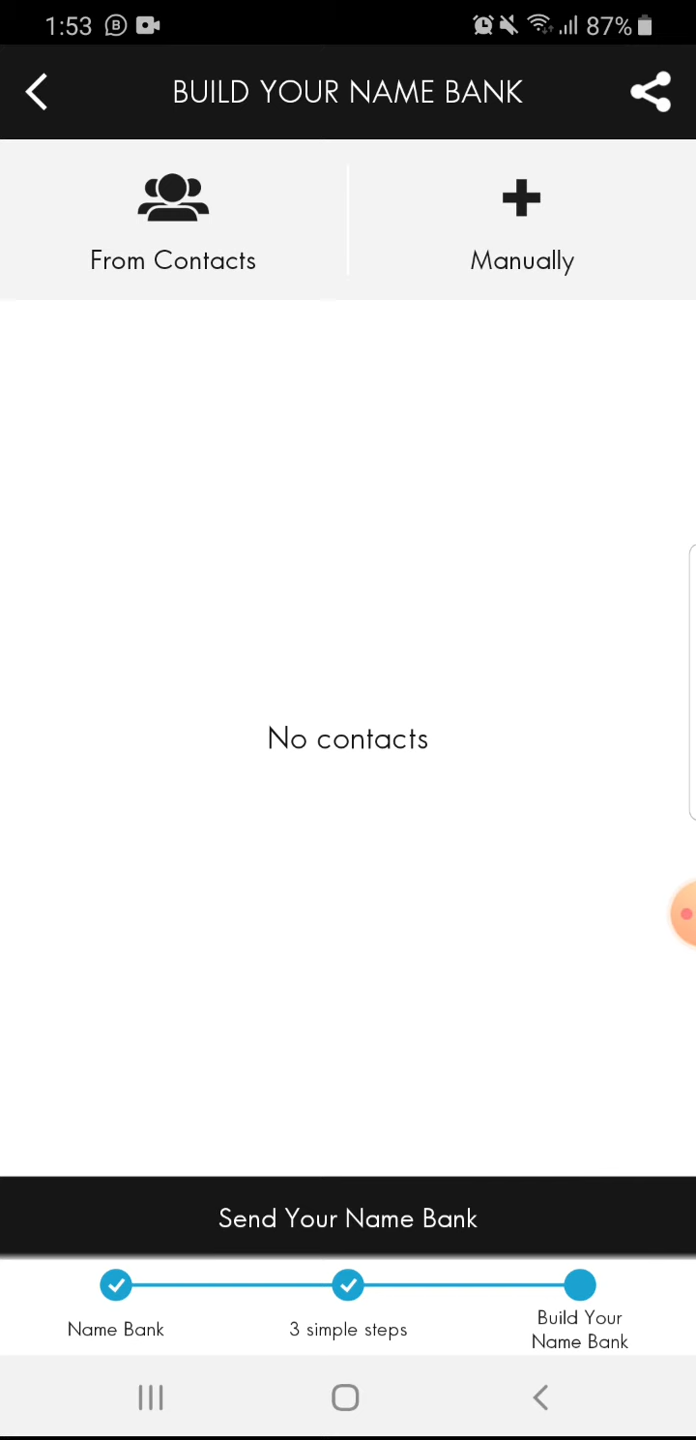 1:53 B 87%
BUILD YOUR NAME BANK
From Contacts Manually
No contacts
Send Your Name Bank
Name Bank 3 simple steps Build Your
Name Bank